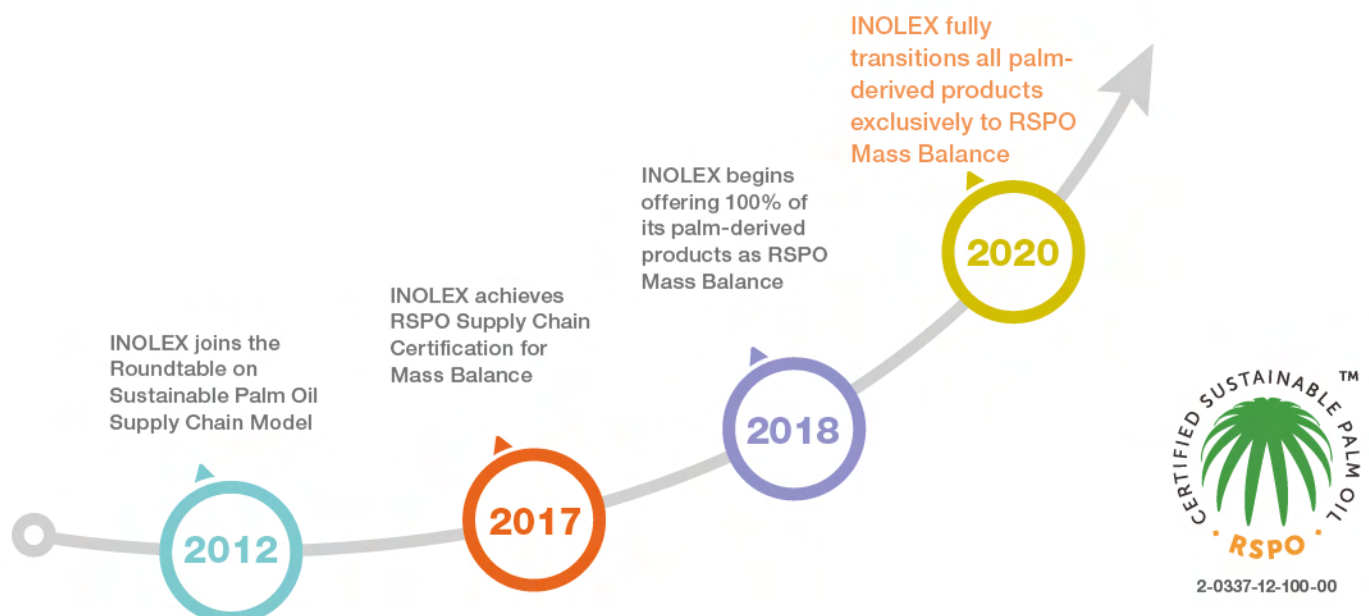 INOLEX joins the
Roundtable on
Sustainable Palm Oil
Supply Chain Model
2012
INOLEX achieves
RSPO Supply Chain
Certification for
Mass Balance
2017
INOLEX begins
offering 100% of
its palm-derived
products as RSPO
Mass Balance
2018
INOLEX fully
transitions all palm-
derived products
exclusively to RSPO
Mass Balance
2020
CERTIFIED SUSTAINABLE PALM OIL ™
· RSPO ·
2-0337-12-100-00